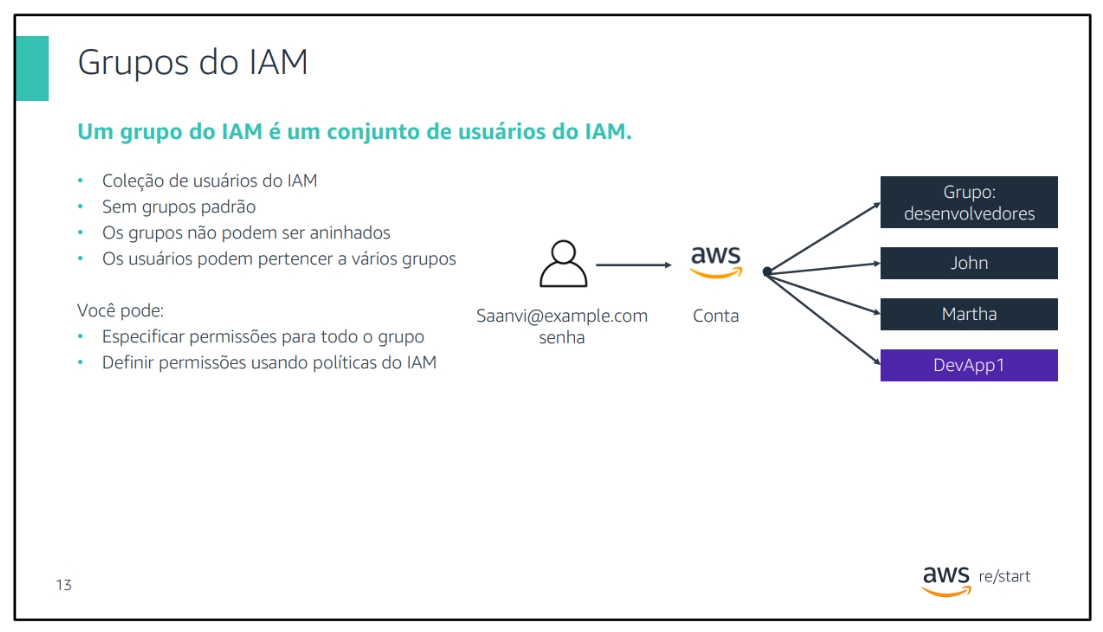 Grupos do IAM
Um grupo do IAM é um conjunto de usuários do IAM.
• Coleção de usuários do IAM
• Sem grupos padrão
• Os grupos não podem ser aninhados
• Os usuários podem pertencer a vários grupos
Você pode:
• Especificar permissões para todo o grupo
• Definir permissões usando políticas do IAM
Saanvi@example.com
senha
aws
Conta
Grupo:
desenvolvedores
John
Martha
DevApp1
13
aws re/start